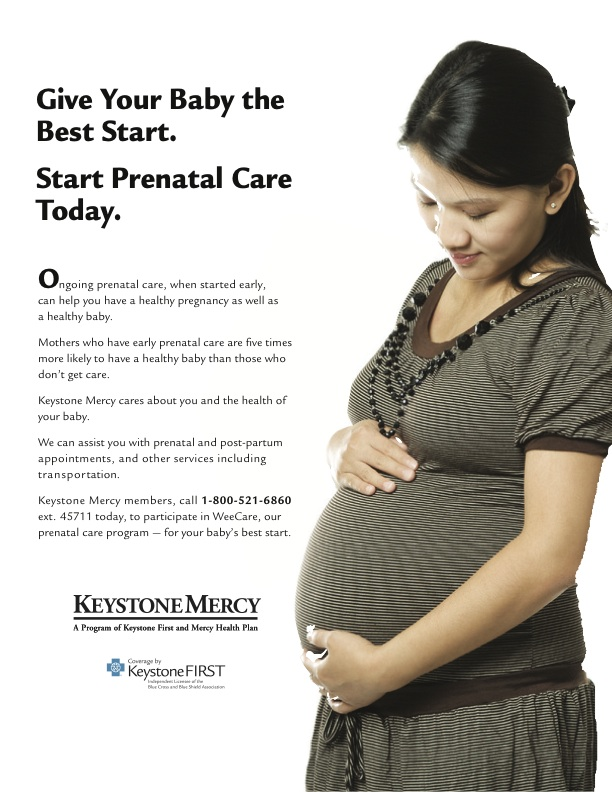 Give Your Baby the
Best Start.
Start Prenatal Care
Today.
Ongoing prenatal care, when started early,
can help you have a healthy pregnancy as well as
a healthy baby.
Mothers who have early prenatal care are five times
more likely to have a healthy baby than those who
don't get care.
Keystone Mercy cares about you and the health of
your baby.
We can assist you with prenatal and post-partum
appointments, and other services including
transportation.
Keystone Mercy members, call 1-800-521-6860
ext. 45711 today, to participate in WeeCare, our
prenatal care program — for your baby's best start.
KEYSTONE MERCY
A Program of Keystone First and Mercy Health Plan
Coverage by
Keystone FIRST
Independent Licensee of the
Blue Cross and Blue Shield Association